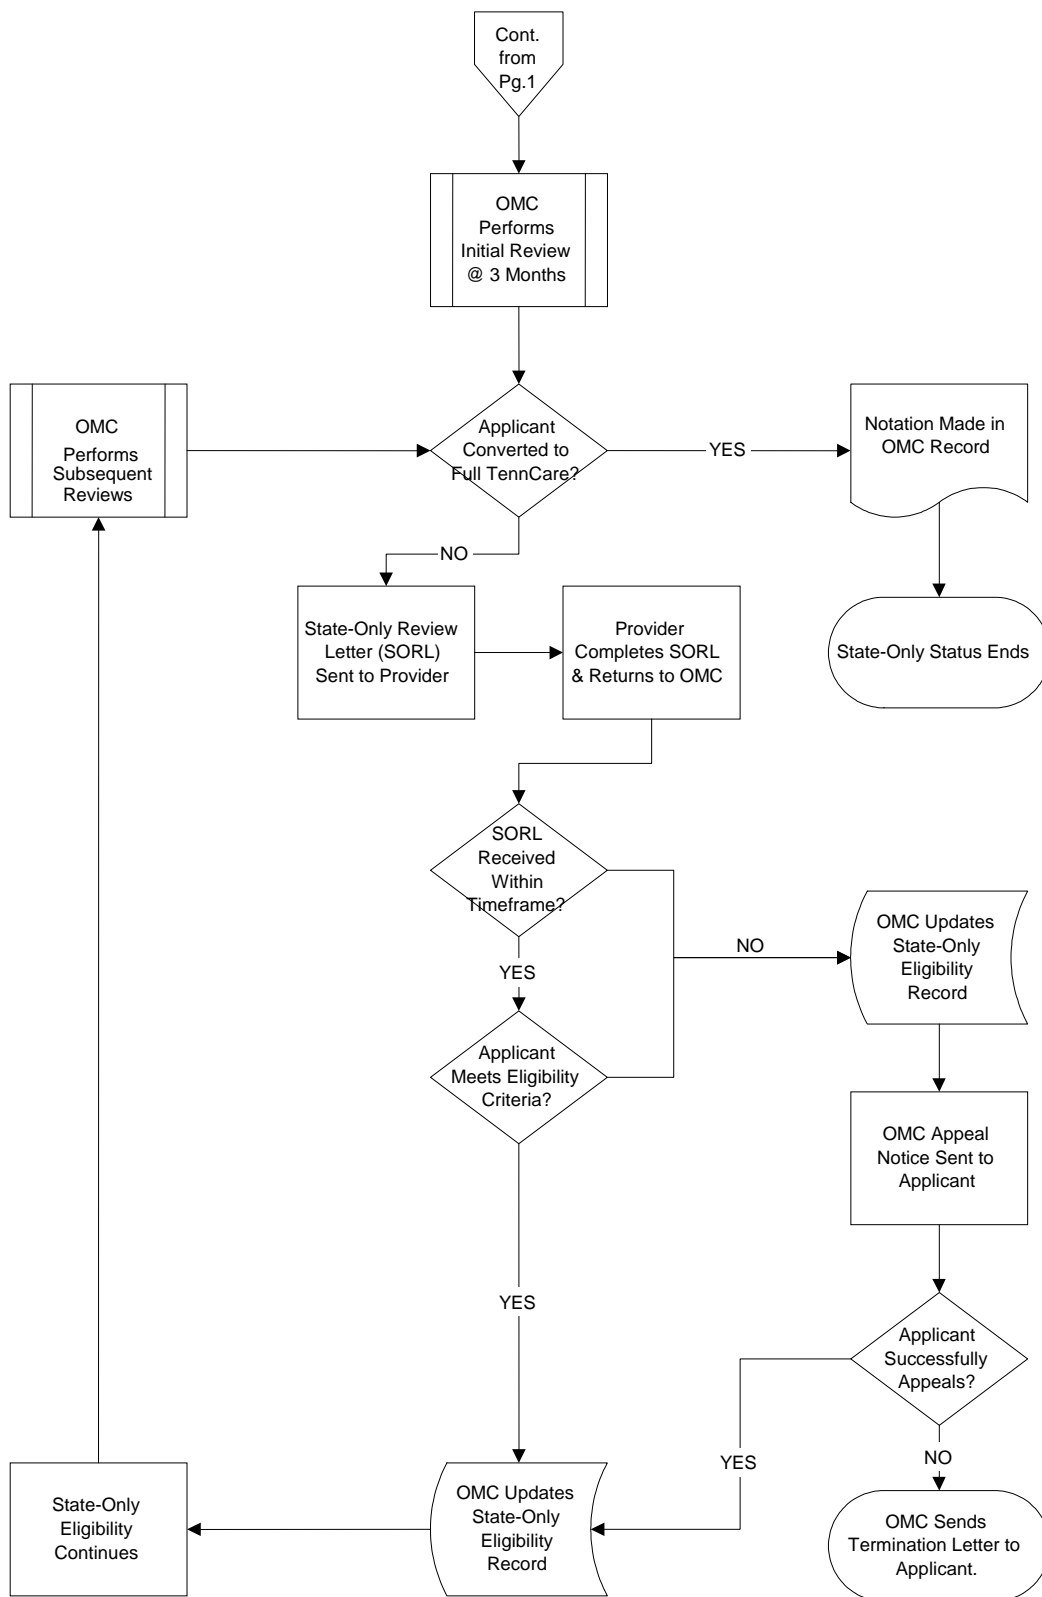 Cont.
from
Pg.1
OMC
Performs
Initial Review
@ 3 Months
OMC
Performs
Subsequent
Reviews
Applicant
Converted to
Full TennCare?
YES
Notation Made in
OMC Record
NO
State-Only Review
Letter (SORL)
Sent to Provider
Provider
Completes SORL
& Returns to OMC
State-Only Status Ends
SORL
Received
Within
Timeframe?
YES
NO
OMC Updates
State-Only
Eligibility
Record
Applicant
Meets Eligibility
Criteria?
OMC Appeal
Notice Sent to
Applicant
YES
Applicant
Successfully
Appeals?
YES
NO
State-Only
Eligibility
Continues
OMC Updates
State-Only
Eligibility
Record
OMC Sends
Termination Letter to
Applicant.